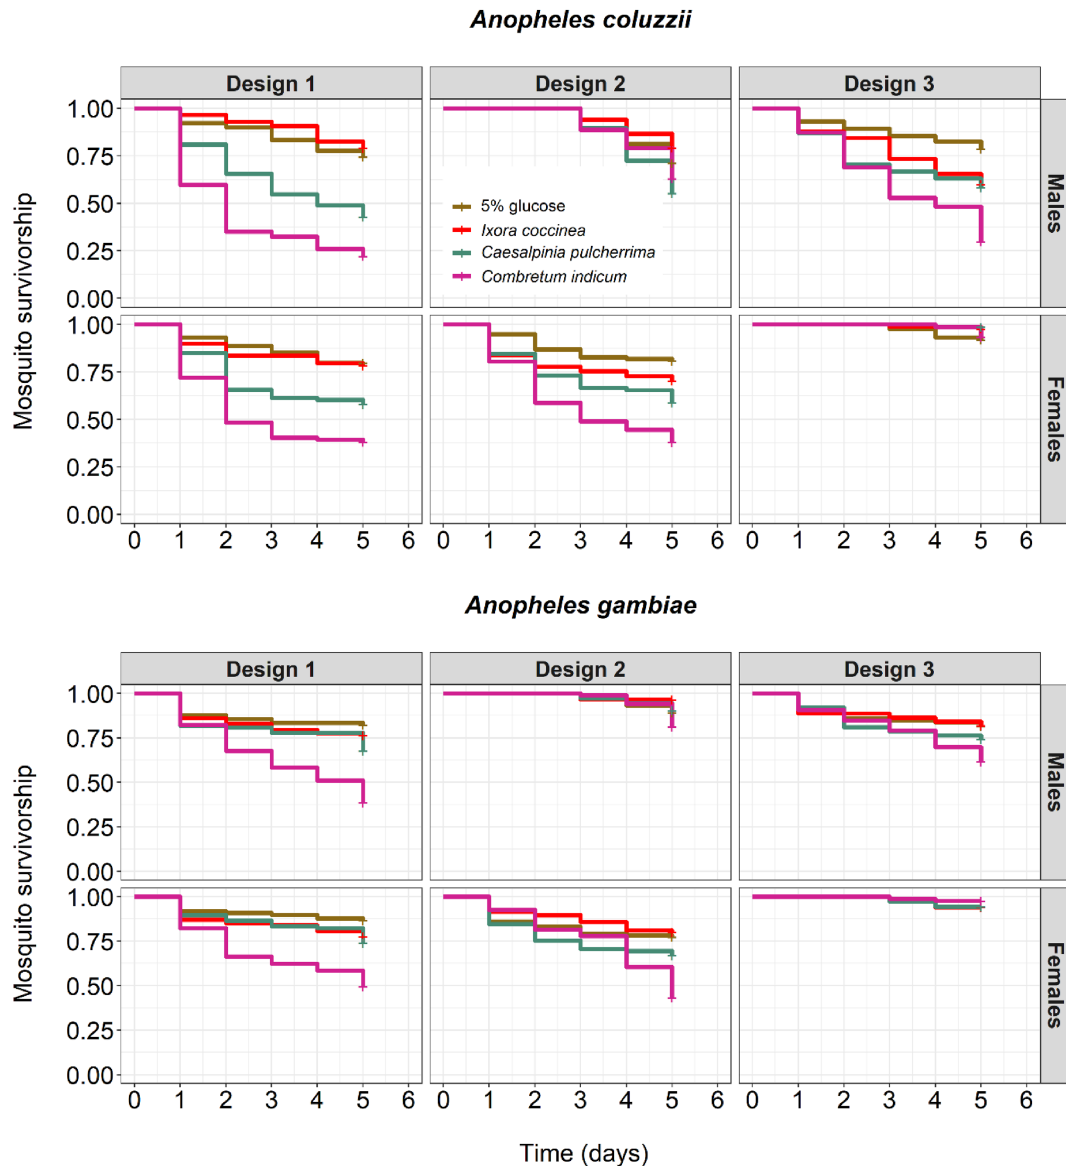 Anopheles coluzzii
Design 1 Design 2 Design 3
Mosquito survivorship
1.00
0.75
0.50
0.25
0.00
5% glucose
Ixora coccinea
Caesalpinia pulcherrima
Combretum indicum
Males
1.00
0.75
0.50
0.25
0.00
Mosquito survivorship
Females
0 1 2 3 4 5 6 0 1 2 3 4 5 6 0 1 2 3 4 5 6
Anopheles gambiae
Design 1 Design 2 Design 3
Mosquito survivorship
1.00
0.75
0.50
0.25
0.00
Males
1.00
0.75
0.50
0.25
0.00
Mosquito survivorship
Females
0 1 2 3 4 5 6 0 1 2 3 4 5 6 0 1 2 3 4 5 6
Time (days)